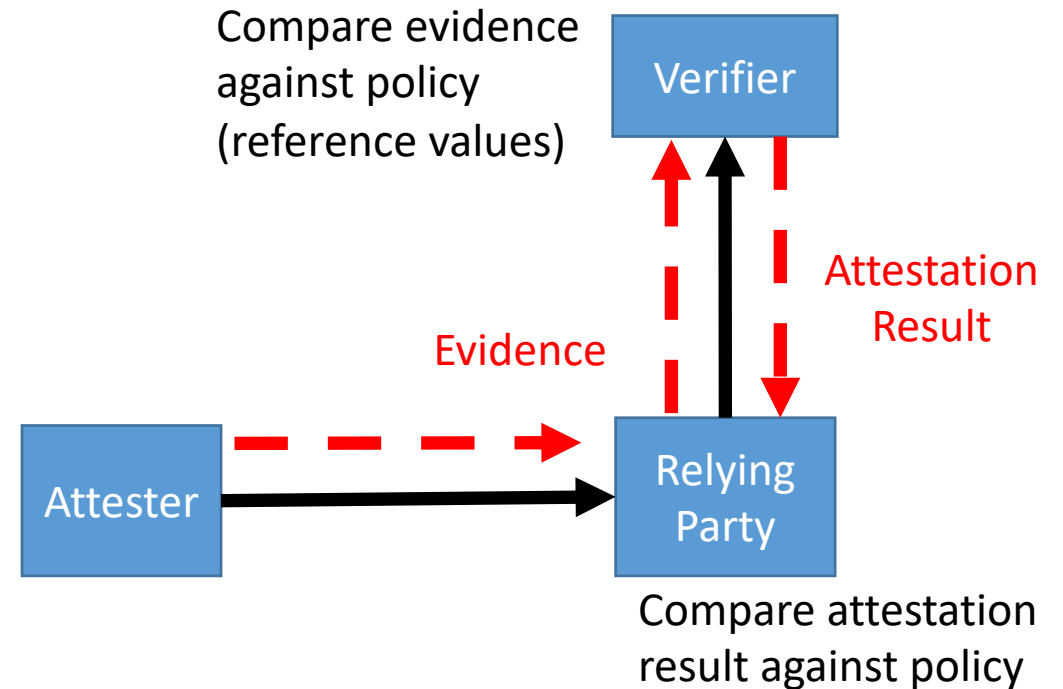 Compare evidence
against policy
(reference values)
Verifier
Attestation
Result
Evidence
Attester
Relying
Party
Compare attestation
result against policy